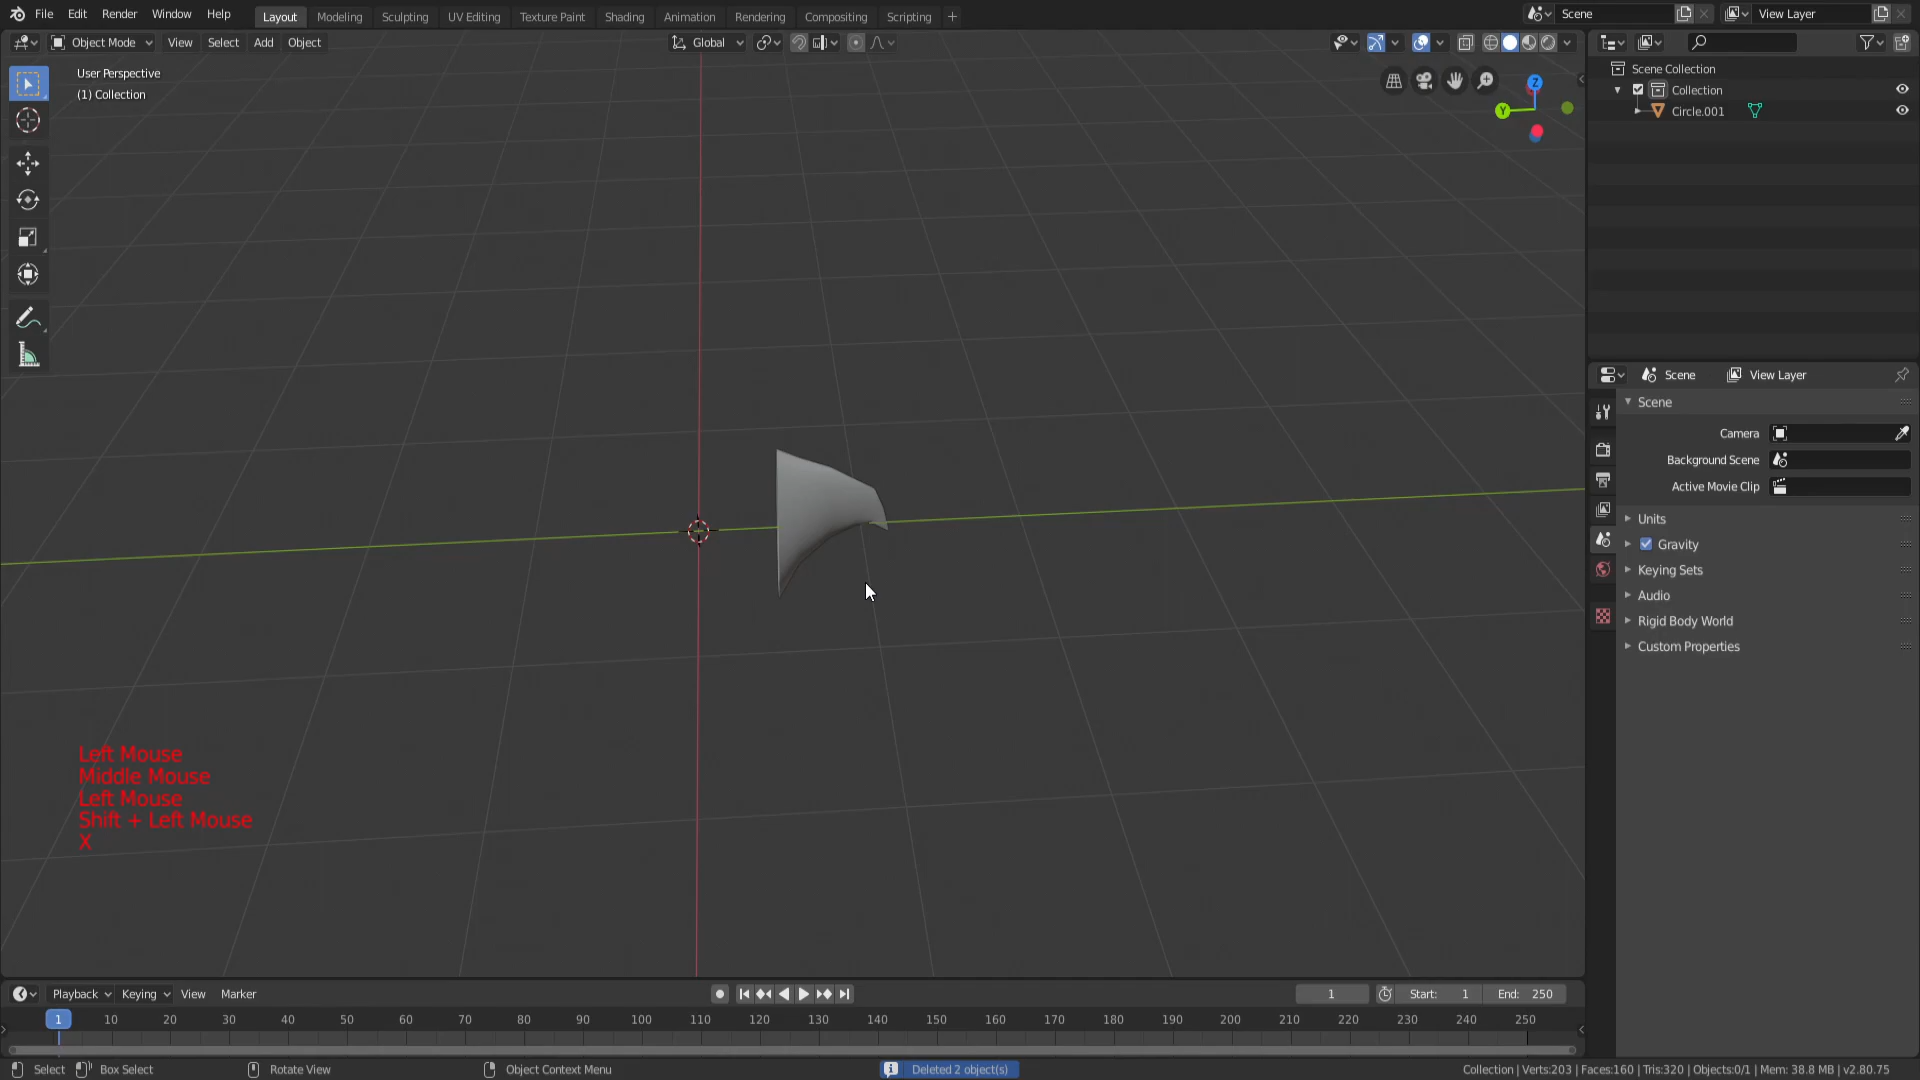 File Edit Render Window Help Layout Modeling Sculpting UV Editing Texture Paint Shading Animation Rendering Compositing Scripting + Scene View Layer
Object Mode View Select Add Object Global
User Perspective
(1) Collection
Z
Y
Scene Collection
Collection
Circle.001
Scene View Layer
Scene
Camera
Background Scene
Active Movie Clip
Units
Gravity
Keying Sets
Audio
Rigid Body World
Custom Properties
Left Mouse
Middle Mouse
Left Mouse
Shift + Left Mouse
X
Playback Keying View Marker 1 Start: 1 End: 250
1 10 20 30 40 50 60 70 80 90 100 110 120 130 140 150 160 170 180 190 200 210 220 230 240 250
Select Box Select Rotate View Object Context Menu Deleted 2 object(s) Collection | Verts:203 | Faces:160 | Tris:320 | Objects:0/1 | Mem: 38.8 MB | v2.80.75